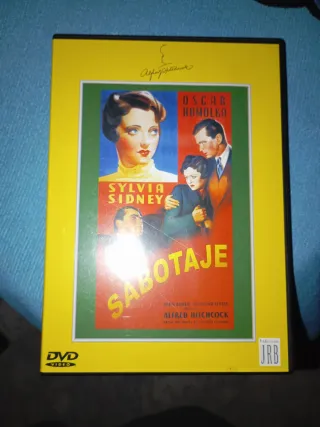 OSCAR
HOMOLKA
SYLVIA
SIDNEY
SABOTAJE
ALFRED HITCHCOCK
DVD
VIDEO
JRB